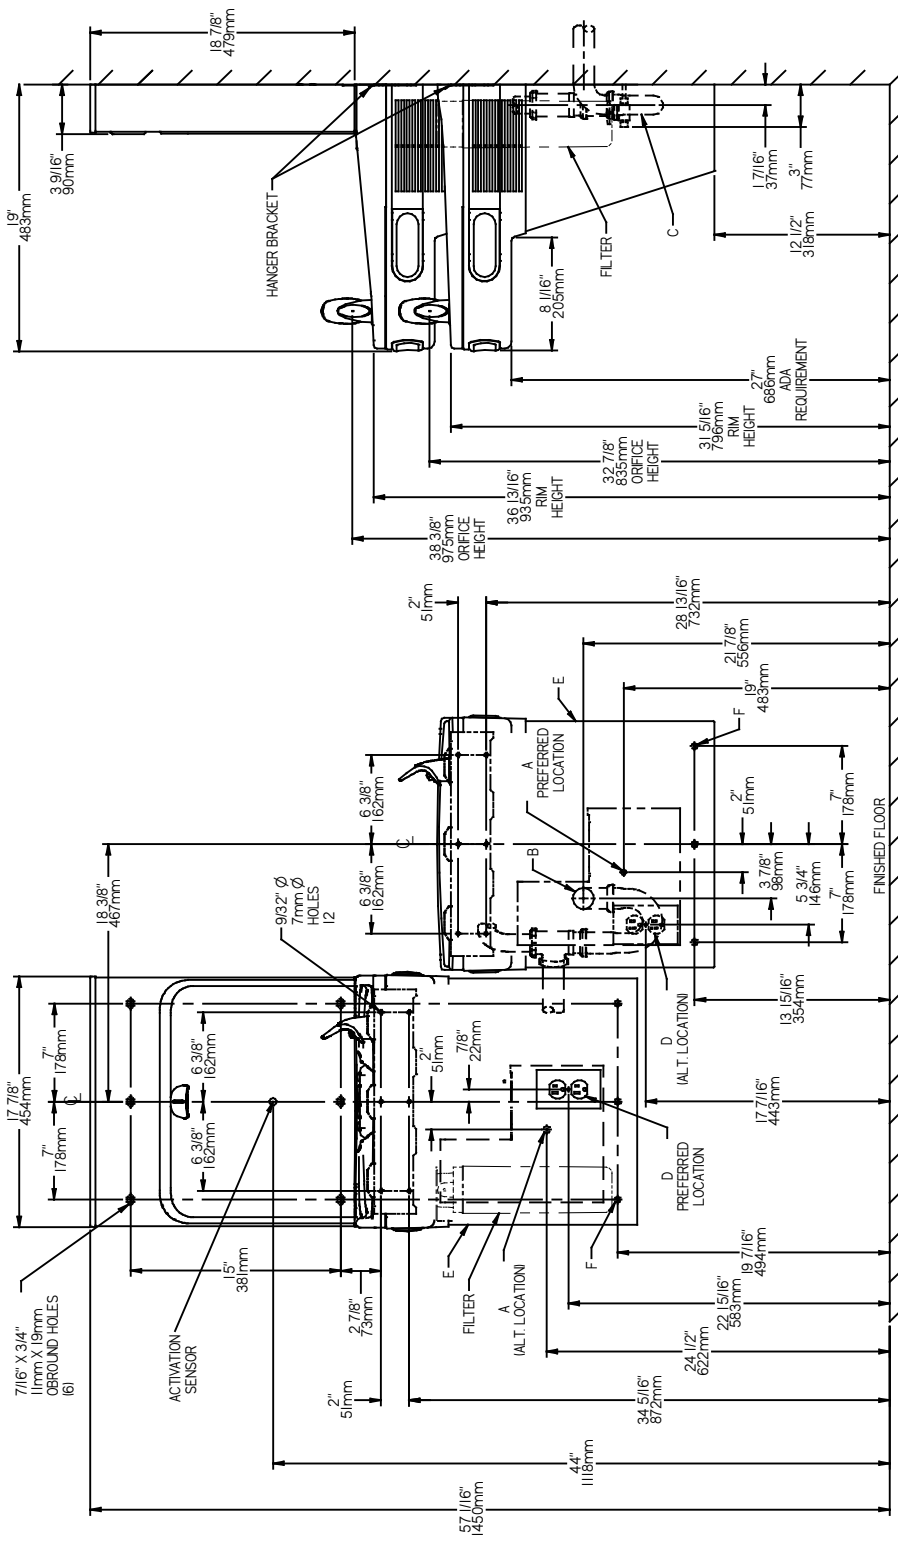 7/16" X 3/4"
11mm X 19mm
OBROUND HOLES
(6)
17 7/8"
454mm
7"
178mm
7"
178mm
℄
18 3/8"
467mm
15"
381mm
ACTIVATION
SENSOR
6 3/8"
162mm
6 3/8"
162mm
9/32" Ø
7mm Ø
HOLES
12
2 7/8"
73mm
2"
51mm
2"
51mm
7/8"
22mm
E
FILTER
A
(ALT. LOCATION)
F
D
PREFERRED
LOCATION
57 1/16"
1450mm
44"
1118mm
34 5/16"
872mm
24 1/2"
622mm
22 15/16"
583mm
19 7/16"
494mm
17 7/16"
443mm
13 15/16"
354mm
D
(ALT. LOCATION)
6 3/8"
162mm
6 3/8"
162mm
℄
B
A
PREFERRED
LOCATION
E
F
2"
51mm
2"
51mm
3 7/8"
98mm
5 3/4"
146mm
7"
178mm
7"
178mm
28 13/16"
732mm
21 7/8"
556mm
19"
483mm
FINISHED FLOOR
19"
483mm
3 9/16"
90mm
18 7/8"
479mm
HANGER BRACKET
FILTER
C
8 1/16"
205mm
1 7/16"
37mm
3"
77mm
12 1/2"
318mm
38 3/8"
975mm
ORIFICE
HEIGHT
36 13/16"
935mm
RIM
HEIGHT
32 7/8"
835mm
ORIFICE
HEIGHT
31 5/16"
796mm
RIM
HEIGHT
27"
686mm
ADA
REQUIREMENT